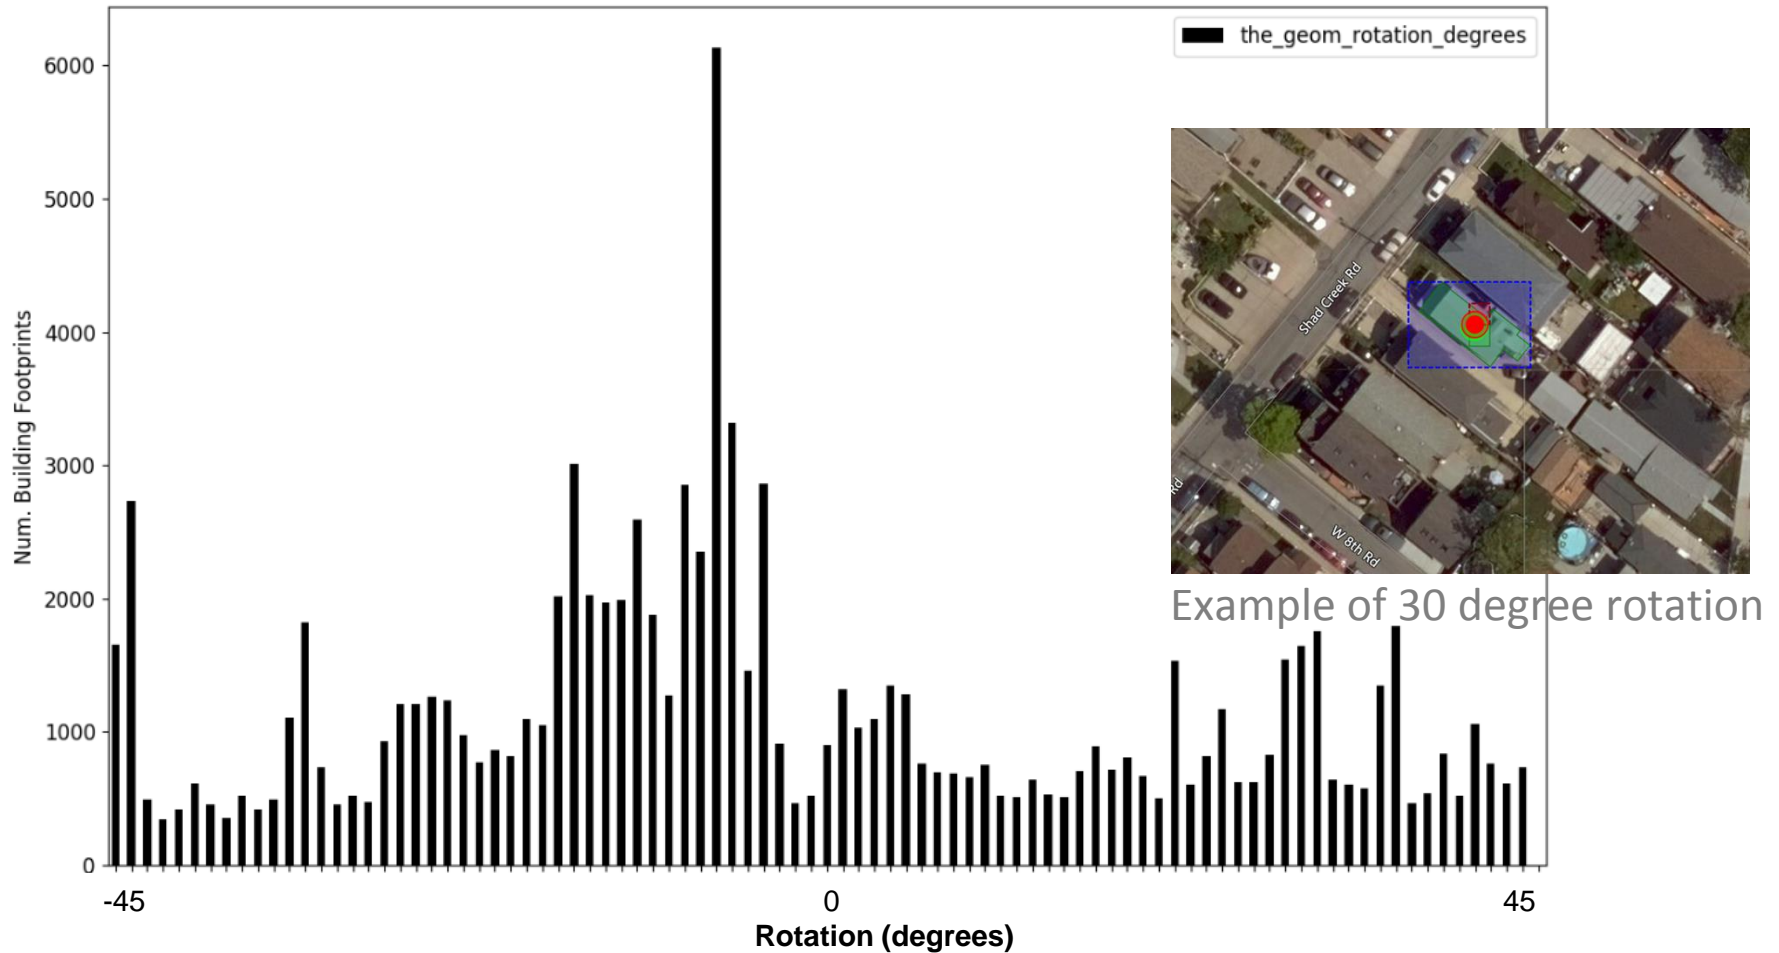 the_geom_rotation_degrees
6000
5000
4000
3000
2000
1000
0
Num. Building Footprints
Shad Creek Rd
Rd
W 8th Rd
Example of 30 degree rotation
-45
0
45
Rotation (degrees)